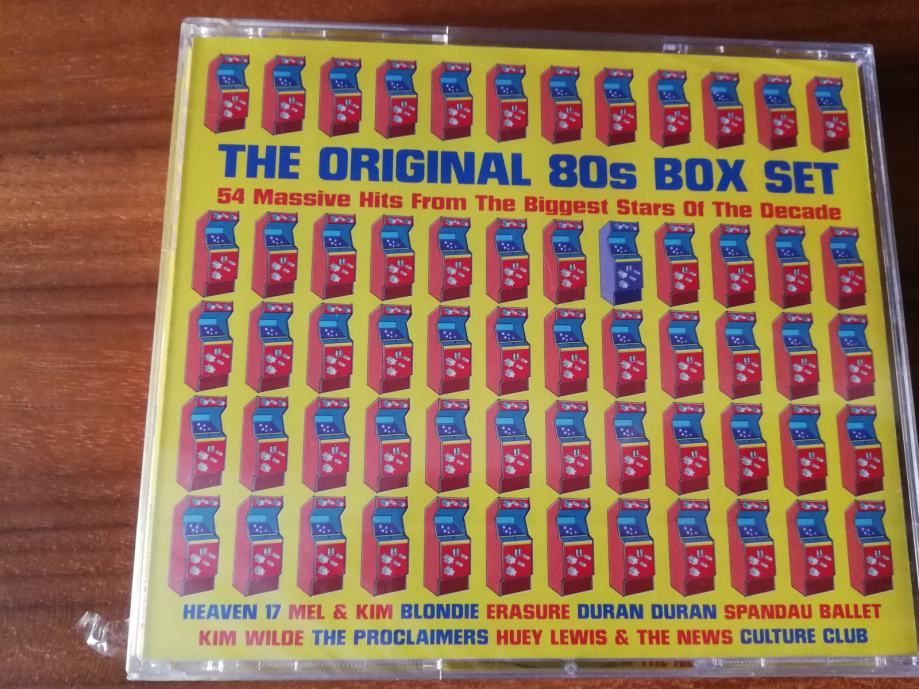 THE ORIGINAL 80s BOX SET
54 Massive Hits From The Biggest Stars Of The Decade
HEAVEN 17 MEL & KIM BLONDIE ERASURE DURAN DURAN SPANDAU BALLET
KIM WILDE THE PROCLAIMERS HUEY LEWIS & THE NEWS CULTURE CLUB